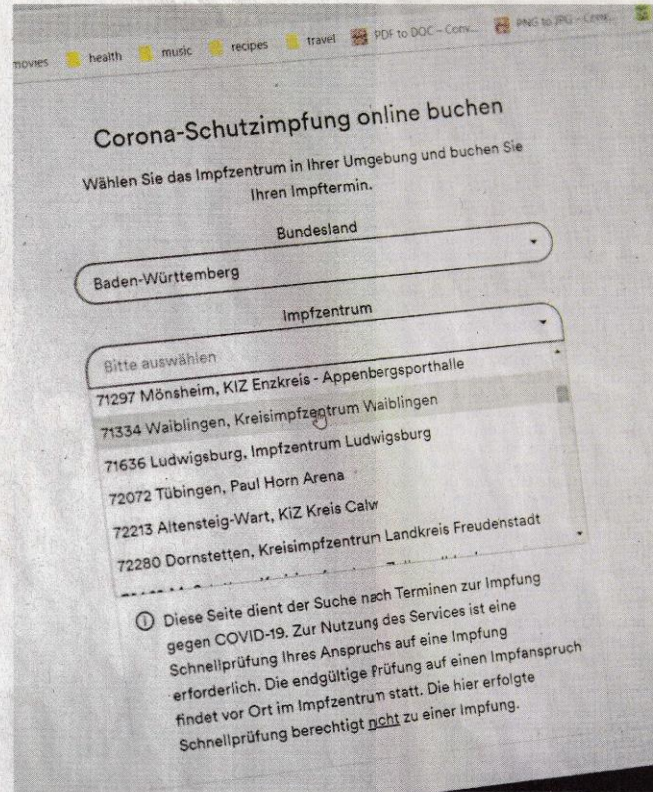 movies health music recipes travel PDF to DOC – Conv... PNG to JPG – Conv...
Corona-Schutzimpfung online buchen
Wählen Sie das Impfzentrum in Ihrer Umgebung und buchen Sie
Ihren Impftermin.
Bundesland
Baden-Württemberg
Impfzentrum
Bitte auswählen
71297 Mönsheim, KIZ Enzkreis - Appenbergsporthalle
71334 Waiblingen, Kreisimpfzentrum Waiblingen
71636 Ludwigsburg, Impfzentrum Ludwigsburg
72072 Tübingen, Paul Horn Arena
72213 Altensteig-Wart, KiZ Kreis Calw
72280 Dornstetten, Kreisimpfzentrum Landkreis Freudenstadt
Diese Seite dient der Suche nach Terminen zur Impfung
gegen COVID-19. Zur Nutzung des Services ist eine
Schnellprüfung Ihres Anspruchs auf eine Impfung
erforderlich. Die endgültige Prüfung auf einen Impfanspruch
findet vor Ort im Impfzentrum statt. Die hier erfolgte
Schnellprüfung berechtigt nicht zu einer Impfung.